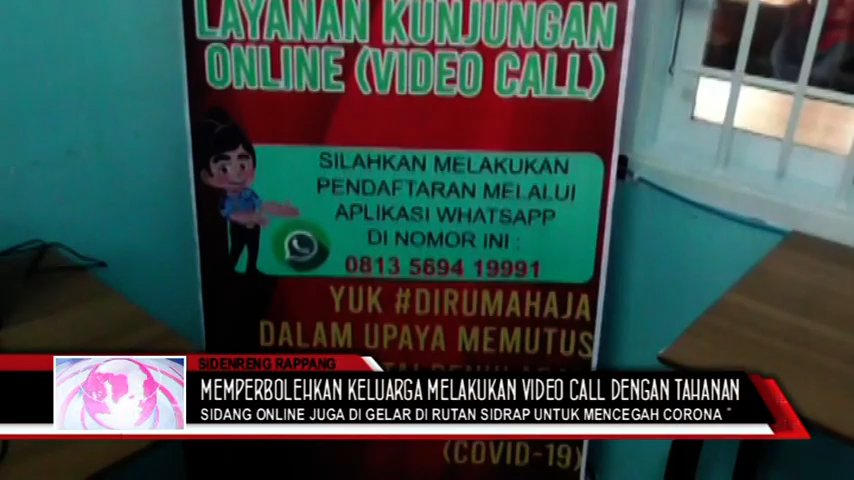 LAYANAN KUNJUNGAN
ONLINE (VIDEO CALL)
SILAHKAN MELAKUKAN
PENDAFTARAN MELALUI
APLIKASI WHATSAPP
DI NOMOR INI :
0813 5694 19991
YUK #DIRUMAHAJA
DALAM UPAYA MEMUTUS
SIDENRENG RAPPANG
MEMPERBOLEHKAN KELUARGA MELAKUKAN VIDEO CALL DENGAN TAHANAN
SIDANG ONLINE JUGA DI GELAR DI RUTAN SIDRAP UNTUK MENCEGAH CORONA "
(COVID-19)